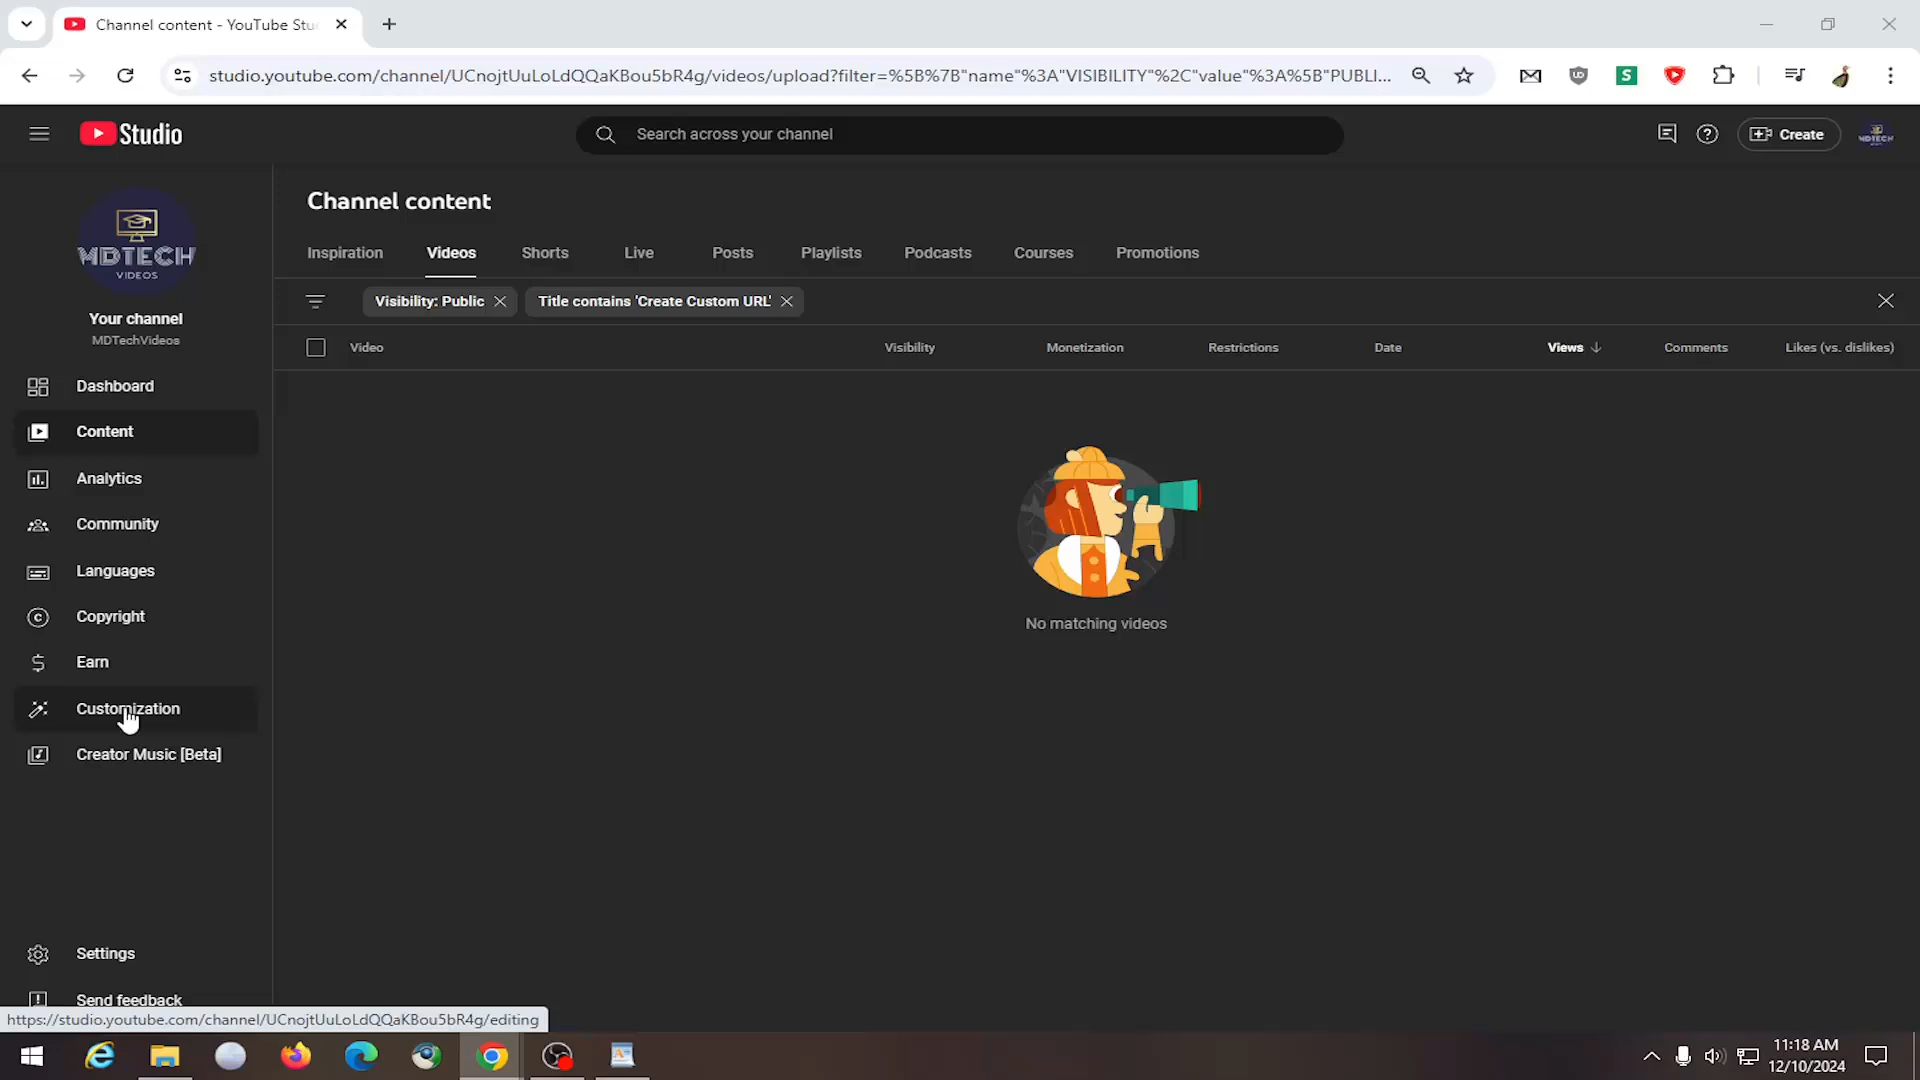 Channel content - YouTube Stu
studio.youtube.com/channel/UCnojtUuLoLdQQaKBou5bR4g/videos/upload?filter=%5B%7B"name"%3A"VISIBILITY"%2C"value"%3A%5B"PUBLI...
Studio
Search across your channel
Create
MDTECH
MDTECH
VIDEOS
Your channel
MDTechVideos
Dashboard
Content
Analytics
Community
Languages
Copyright
Earn
Customization
Creator Music [Beta]
Settings
Send feedback
Channel content
Inspiration Videos Shorts Live Posts Playlists Podcasts Courses Promotions
Visibility: Public Title contains 'Create Custom URL'
Video Visibility Monetization Restrictions Date Views Comments Likes (vs. dislikes)
No matching videos
https://studio.youtube.com/channel/UCnojtUuLoLdQQaKBou5bR4g/editing
11:18 AM
12/10/2024